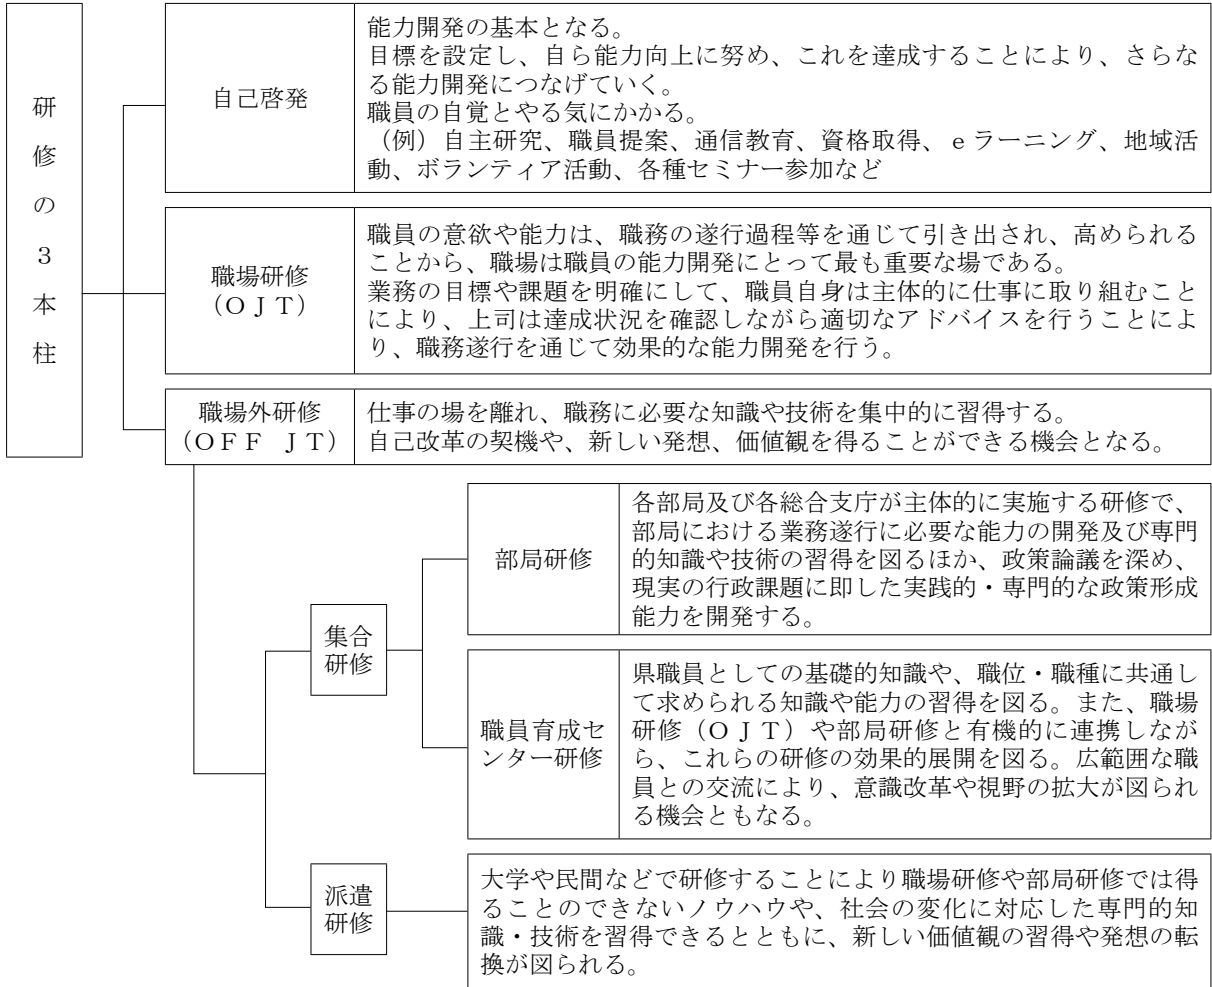 研修の3本柱
自己啓発
能力開発の基本となる。
目標を設定し、自ら能力向上に努め、これを達成することにより、さらな
る能力開発につなげていく。
職員の自覚とやる気にかかる。
（例）自主研究、職員提案、通信教育、資格取得、ｅラーニング、地域活
動、ボランティア活動、各種セミナー参加など
職場研修
（ＯＪＴ）
職員の意欲や能力は、職務の遂行過程等を通じて引き出され、高められる
ことから、職場は職員の能力開発にとって最も重要な場である。
業務の目標や課題を明確にして、職員自身は主体的に仕事に取り組むこと
により、上司は達成状況を確認しながら適切なアドバイスを行うことによ
り、職務遂行を通じて効果的な能力開発を行う。
職場外研修
（ＯＦＦ　ＪＴ）
仕事の場を離れ、職務に必要な知識や技術を集中的に習得する。
自己改革の契機や、新しい発想、価値観を得ることができる機会となる。
集合
研修
部局研修
各部局及び各総合支庁が主体的に実施する研修で、
部局における業務遂行に必要な能力の開発及び専門
的知識や技術の習得を図るほか、政策論議を深め、
現実の行政課題に即した実践的・専門的な政策形成
能力を開発する。
職員育成セ
ンター研修
県職員としての基礎的知識や、職位・職種に共通し
て求められる知識や能力の習得を図る。また、職場
研修（ＯＪＴ）や部局研修と有機的に連携しなが
ら、これらの研修の効果的展開を図る。広範囲な職
員との交流により、意識改革や視野の拡大が図られ
る機会ともなる。
派遣
研修
大学や民間などで研修することにより職場研修や部局研修では得
ることのできないノウハウや、社会の変化に対応した専門的知
識・技術を習得できるとともに、新しい価値観の習得や発想の転
換が図られる。